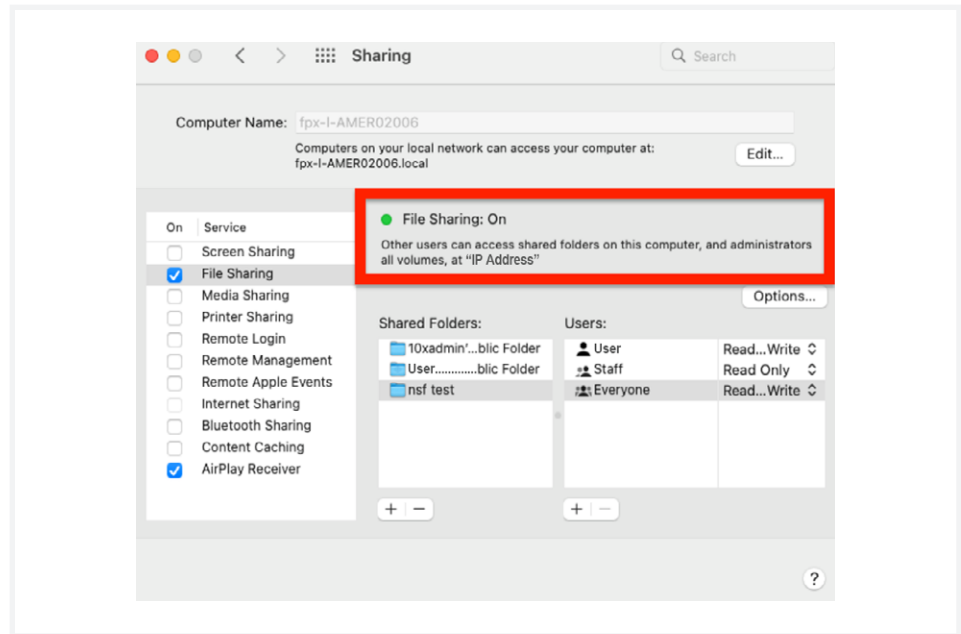 Sharing
Search
Computer Name: fpx-l-AMER02006
Computers on your local network can access your computer at:
fpx-l-AMER02006.local
Edit...
On Service
Screen Sharing
File Sharing
Media Sharing
Printer Sharing
Remote Login
Remote Management
Remote Apple Events
Internet Sharing
Bluetooth Sharing
Content Caching
AirPlay Receiver
File Sharing: On
Other users can access shared folders on this computer, and administrators
all volumes, at “IP Address”
Options...
Shared Folders:
10xadmin'...blic Folder
User.............blic Folder
nsf test
Users:
User Read...Write
Staff Read Only
Everyone Read...Write
+ −
+ −
?